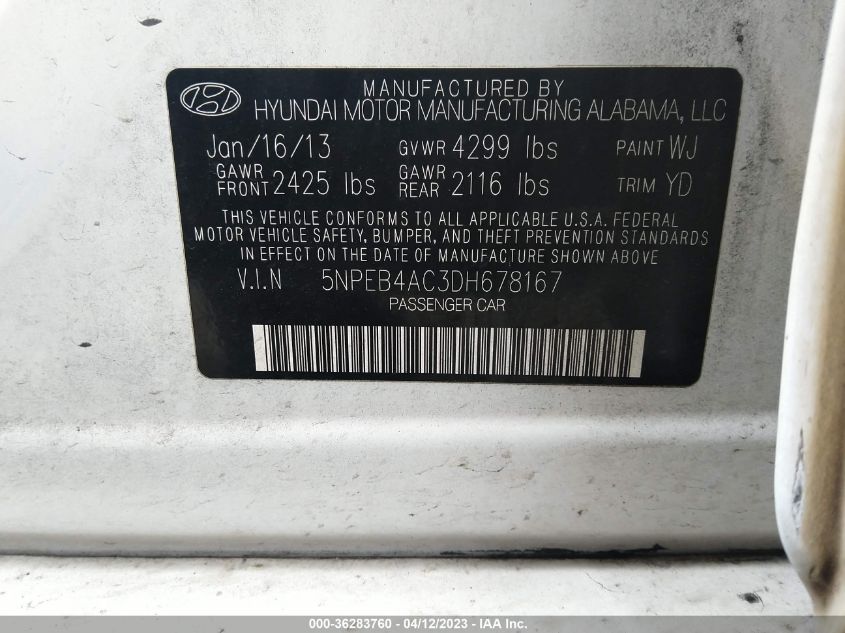 MANUFACTURED BY
HYUNDAI MOTOR MANUFACTURING ALABAMA, LLC
Jan/16/13 GVWR 4299 lbs PAINT WJ
GAWR FRONT 2425 lbs GAWR REAR 2116 lbs TRIM YD
THIS VEHICLE CONFORMS TO ALL APPLICABLE U.S.A. FEDERAL
MOTOR VEHICLE SAFETY, BUMPER, AND THEFT PREVENTION STANDARDS
IN EFFECT ON THE DATE OF MANUFACTURE SHOWN ABOVE
V.I.N 5NPEB4AC3DH678167
PASSENGER CAR
000-36283760 - 04/12/2023 - IAA Inc.